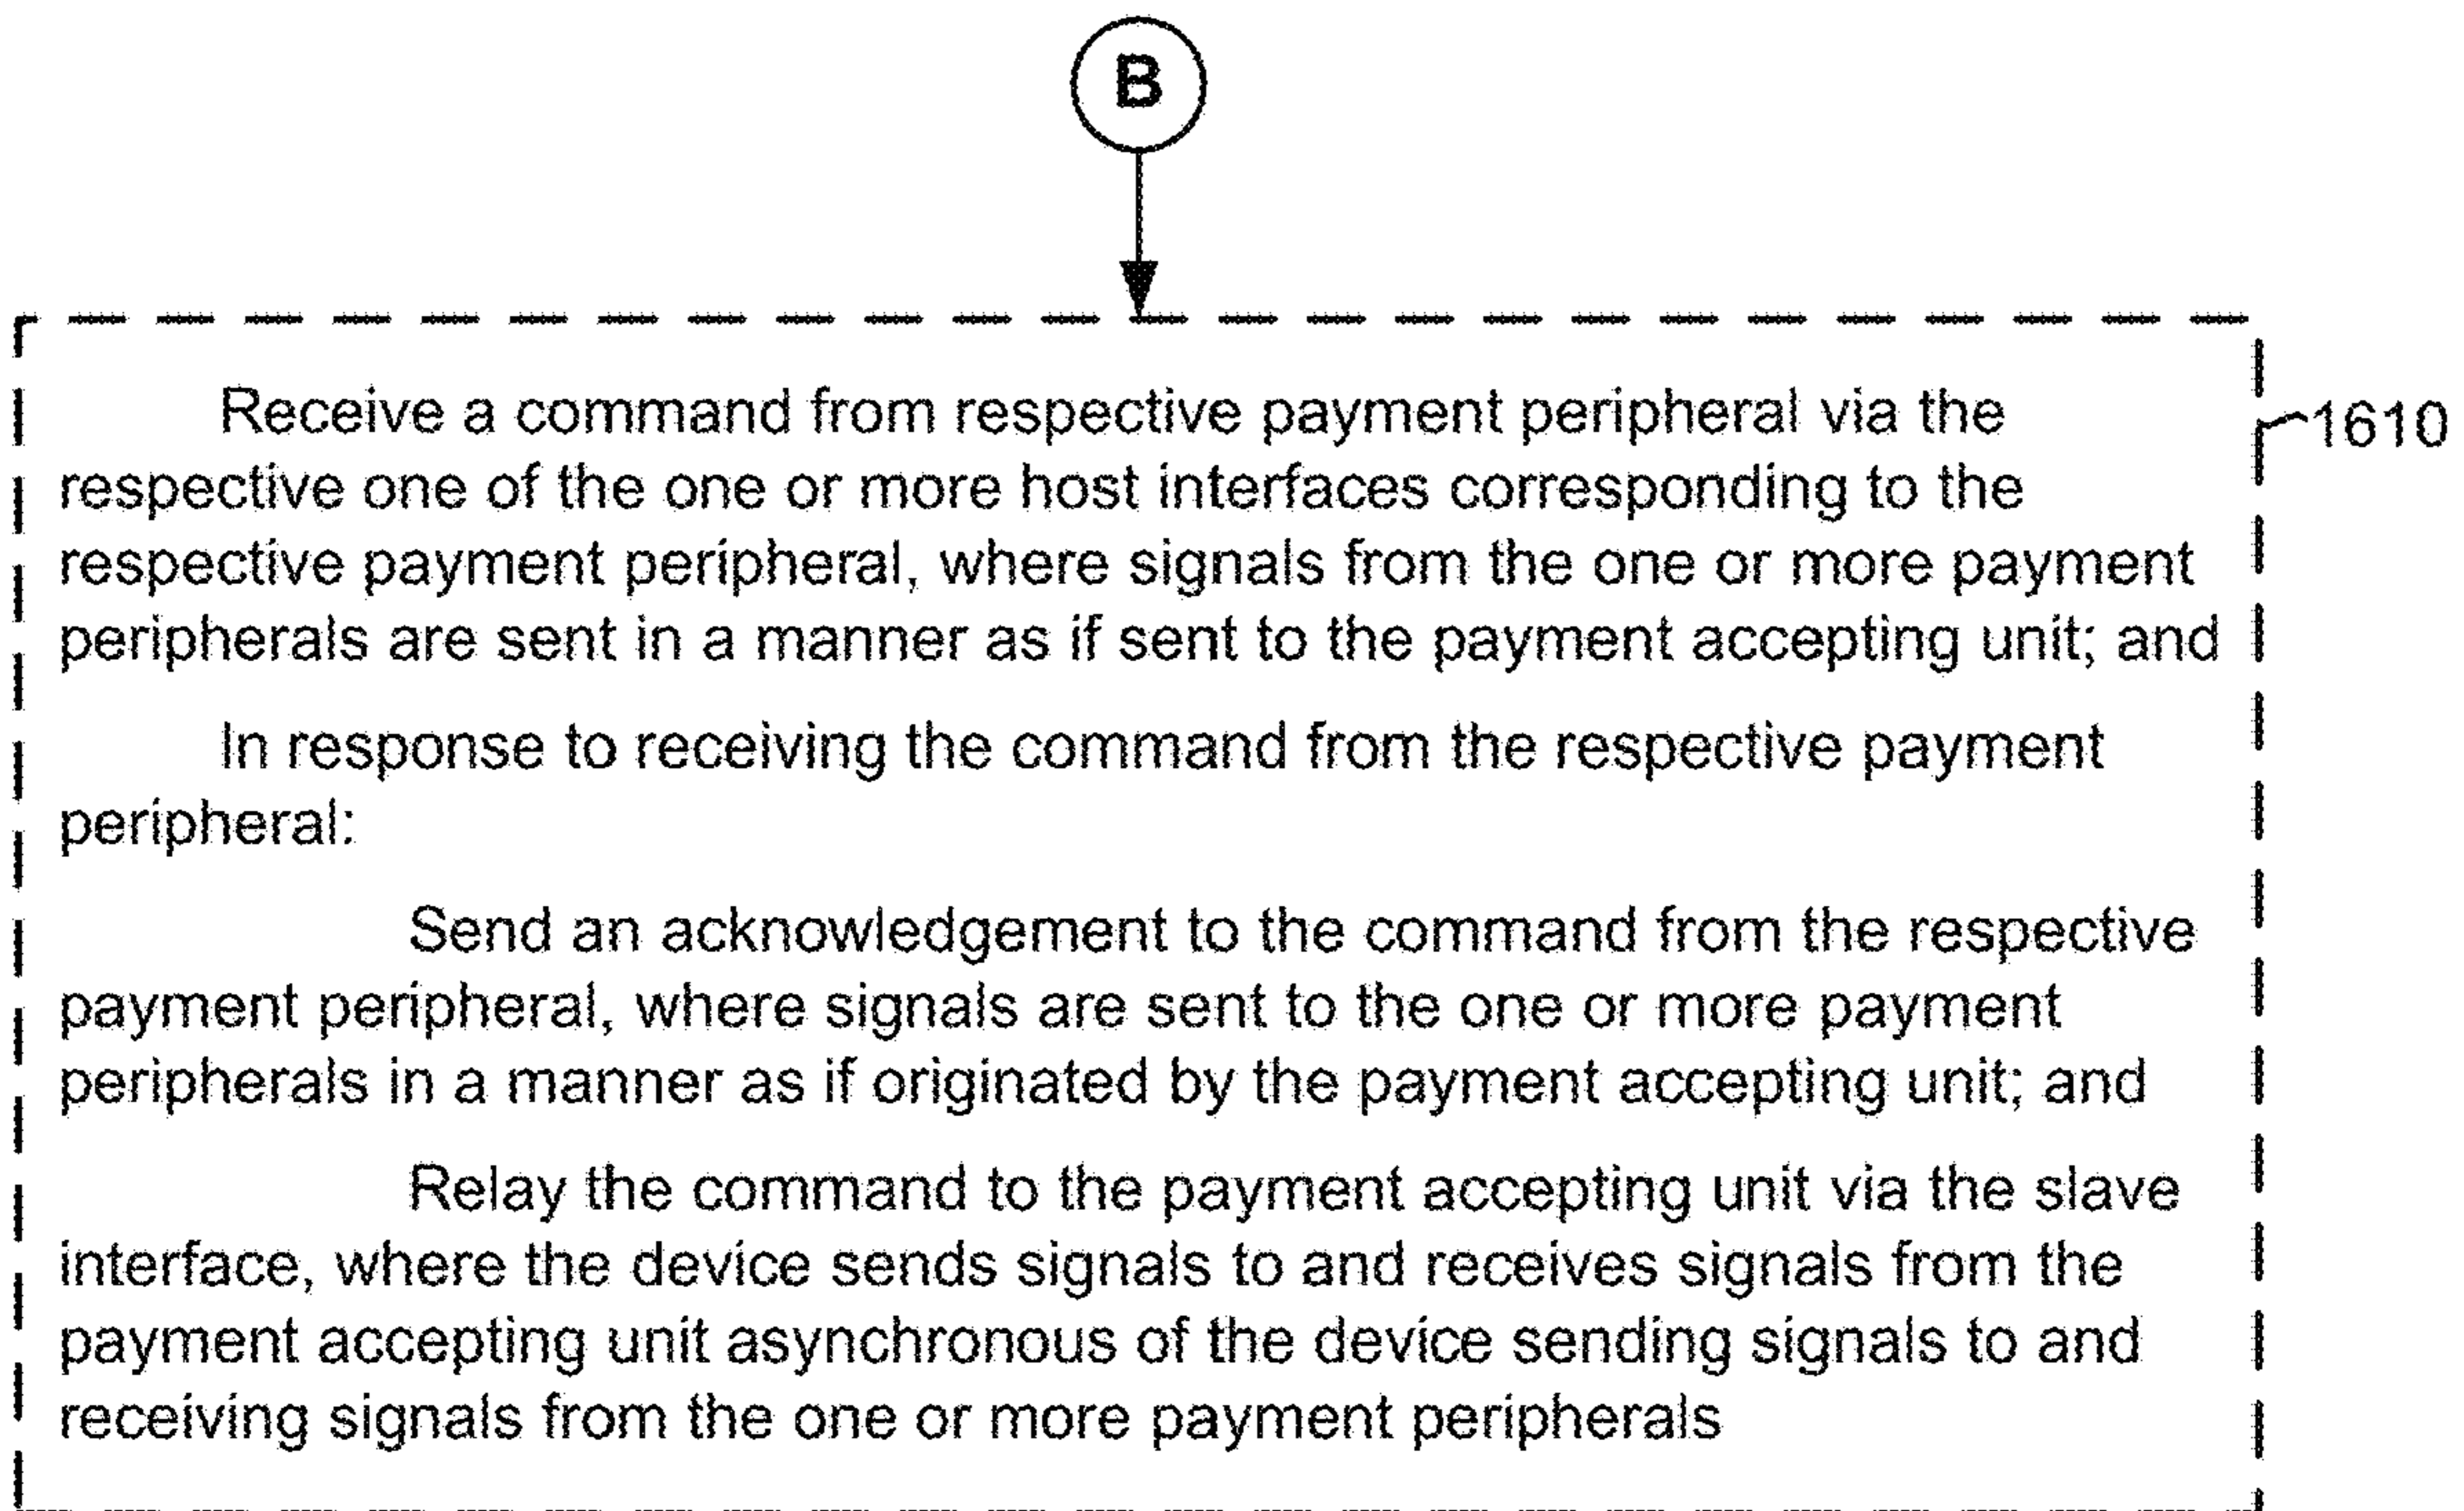 B
Receive a command from respective payment peripheral via the
1610
respective one of the one or more host interfaces corresponding to the
respective payment peripheral, where signals from the one or more payment
peripherals are sent in a manner as if sent to the payment accepting unit; and
In response to receiving the command from the respective payment
peripheral:
Send an acknowledgement to the command from the respective
payment peripheral, where signals are sent to the one or more payment
peripherals in a manner as if originated by the payment accepting unit; and
Relay the command to the payment accepting unit via the slave
interface, where the device sends signals to and receives signals from the
payment accepting unit asynchronous of the device sending signals to and
receiving signals from the one or more payment peripherals